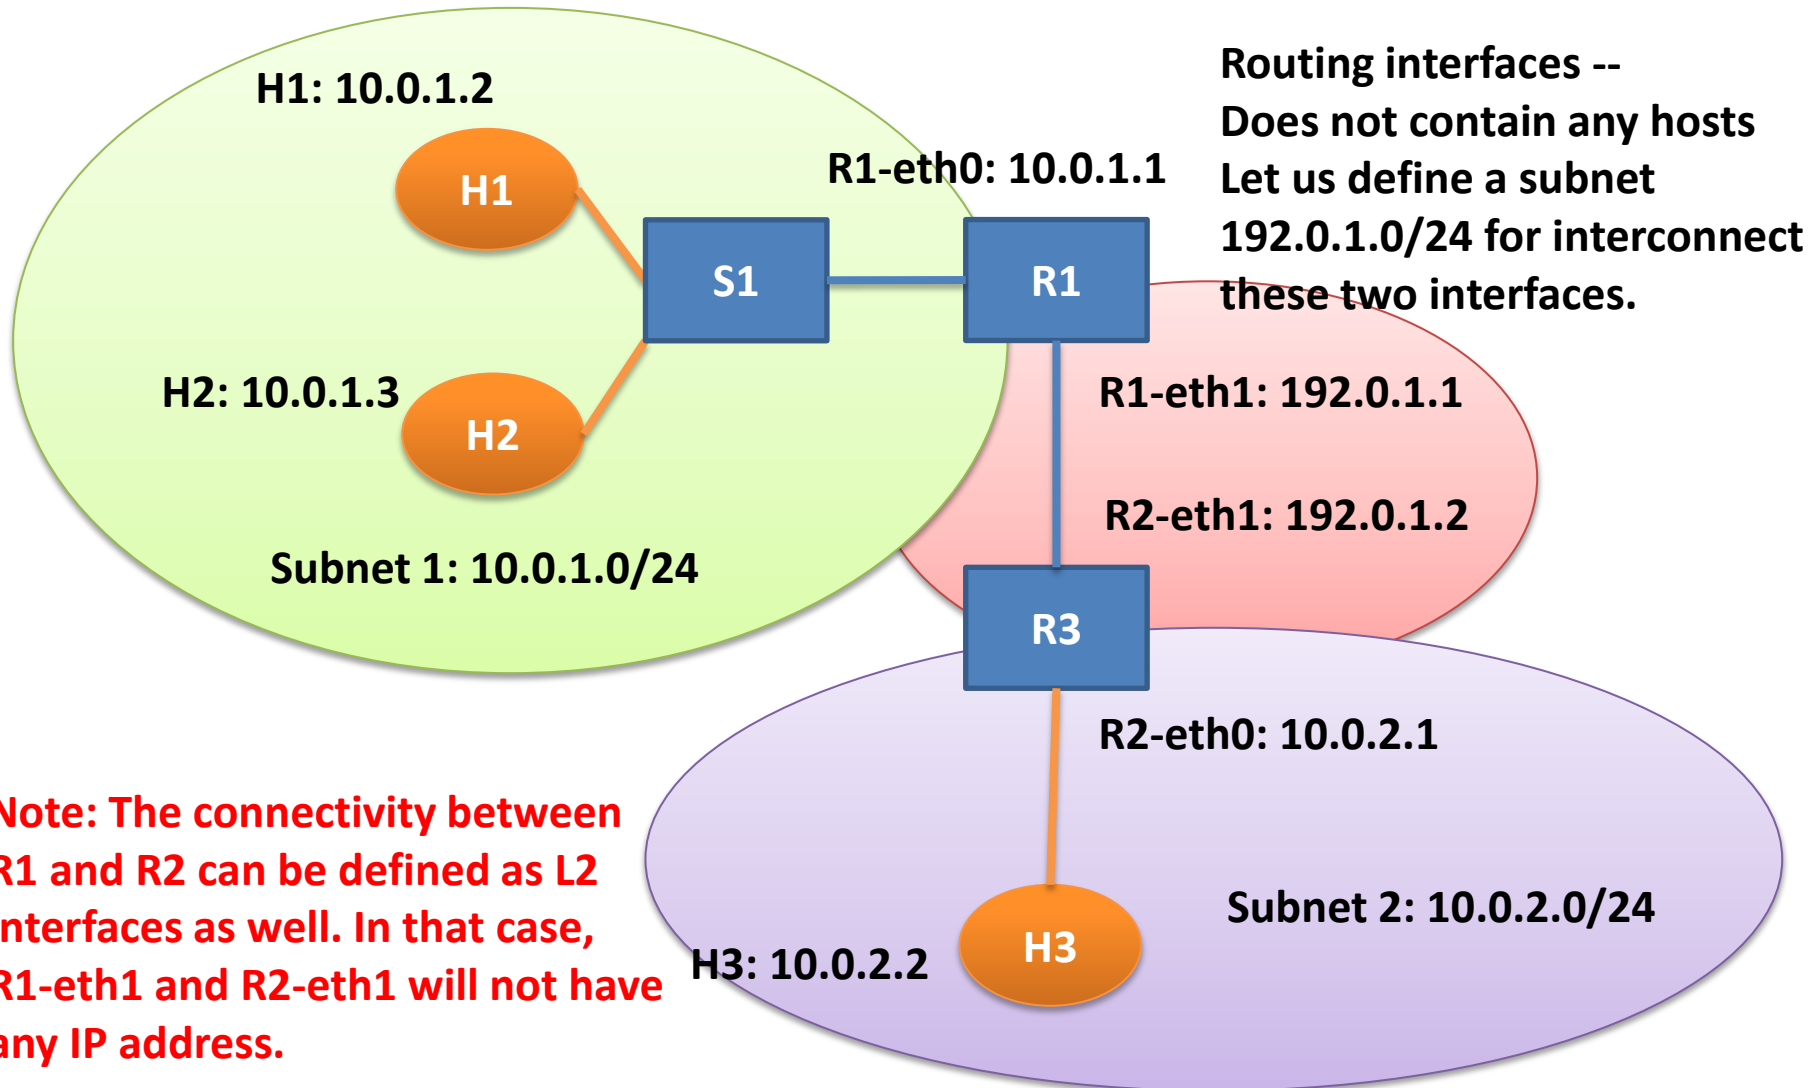 H1: 10.0.1.2
Routing interfaces --
Does not contain any hosts
Let us define a subnet
192.0.1.0/24 for interconnect
these two interfaces.
R1-eth0: 10.0.1.1
H1
S1
R1
H2: 10.0.1.3
H2
R1-eth1: 192.0.1.1
R2-eth1: 192.0.1.2
Subnet 1: 10.0.1.0/24
R3
R2-eth0: 10.0.2.1
Note: The connectivity between
R1 and R2 can be defined as L2
interfaces as well. In that case,
R1-eth1 and R2-eth1 will not have
any IP address.
Subnet 2: 10.0.2.0/24
H3: 10.0.2.2
H3